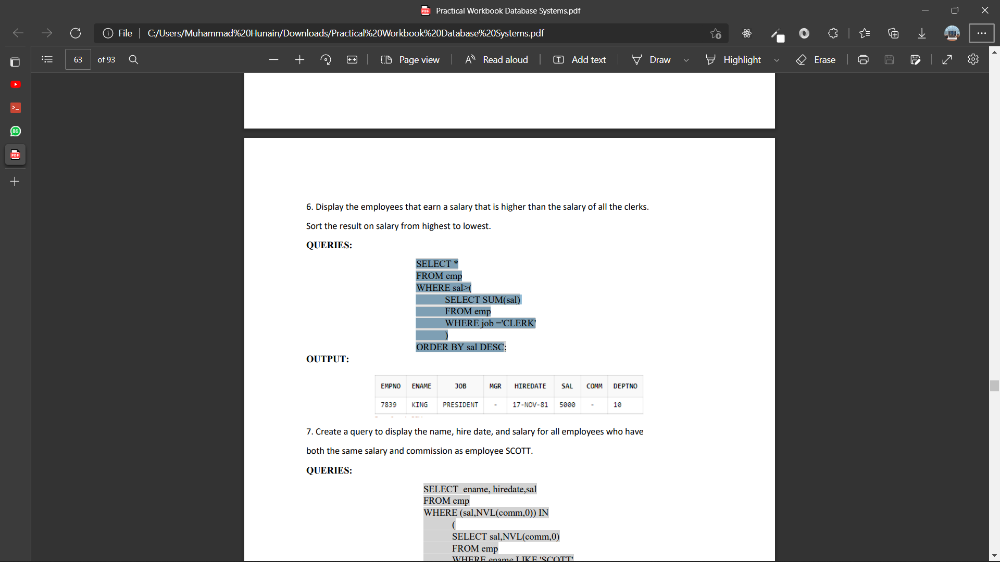 Practical Workbook Database Systems.pdf
File C:/Users/Muhammad%20Hunain/Downloads/Practical%20Workbook%20Database%20Systems.pdf
63 of 93 Page view Read aloud Add text Draw Highlight Erase
86
PDF
6. Display the employees that earn a salary that is higher than the salary of all the clerks.
Sort the result on salary from highest to lowest.
QUERIES:
SELECT *
FROM emp
WHERE sal>(
SELECT SUM(sal)
FROM emp
WHERE job ='CLERK'
)
ORDER BY sal DESC;
OUTPUT:
EMPNO ENAME JOB MGR HIREDATE SAL COMM DEPTNO
7839 KING PRESIDENT - 17-NOV-81 5000 - 10
7. Create a query to display the name, hire date, and salary for all employees who have
both the same salary and commission as employee SCOTT.
QUERIES:
SELECT ename, hiredate,sal
FROM emp
WHERE (sal,NVL(comm,0)) IN
(
SELECT sal,NVL(comm,0)
FROM emp
WHERE ename LIKE 'SCOTT'